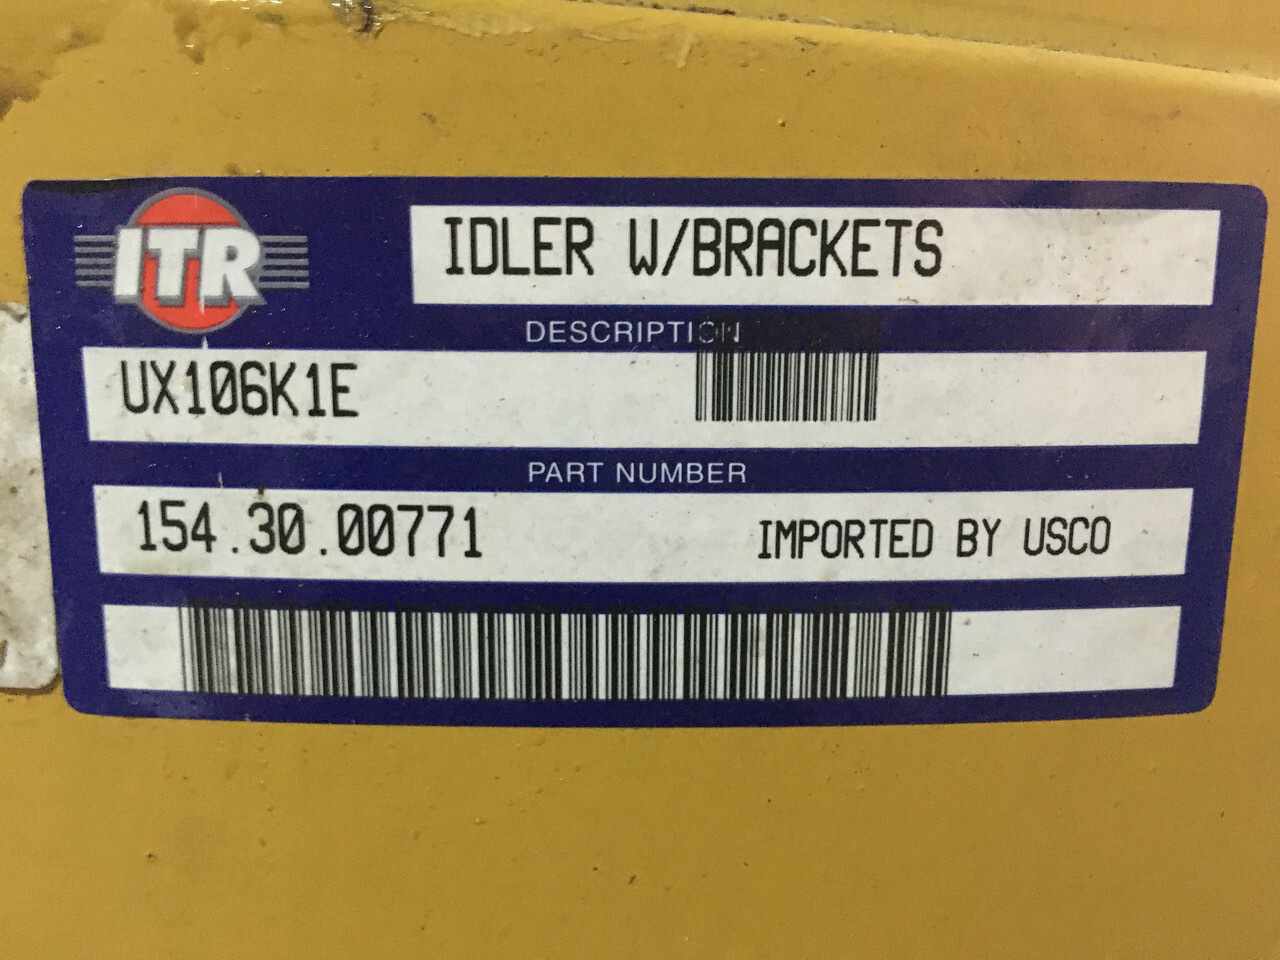 ITR
IDLER W/BRACKETS
DESCRIPTION
UX106K1E
PART NUMBER
154.30.00771 IMPORTED BY USCO